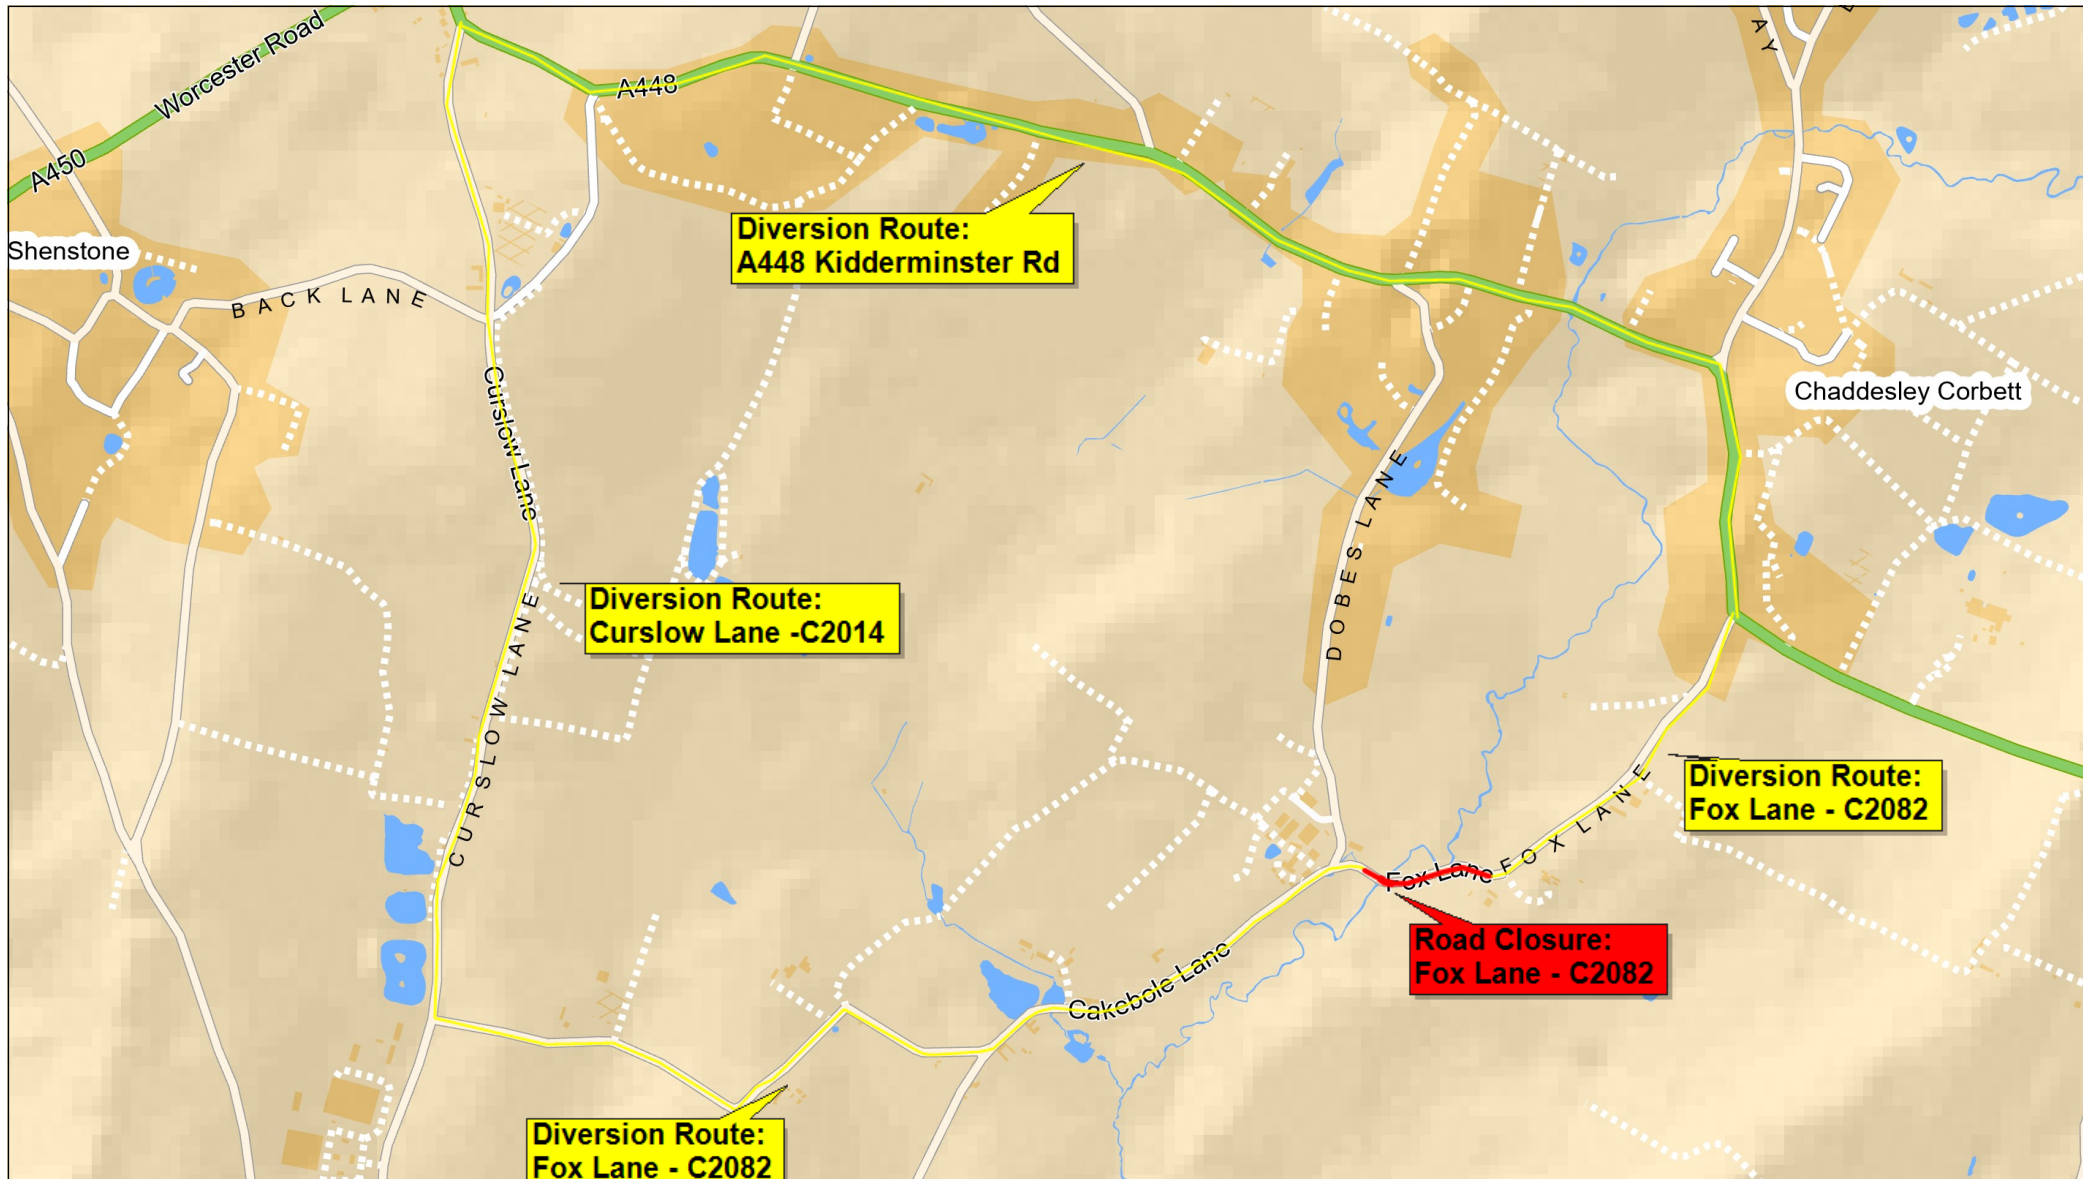 Worcester Road
A450
A448
A Y
Shenstone
BACK LANE
Diversion Route:
A448 Kidderminster Rd
Chaddesley Corbett
Curslow Lane
DOBES LANE
Diversion Route:
Curslow Lane -C2014
CURSLOW LANE
Diversion Route:
Fox Lane - C2082
FOX LANE
Fox Lane
Road Closure:
Fox Lane - C2082
Cakebole Lane
Diversion Route:
Fox Lane - C2082